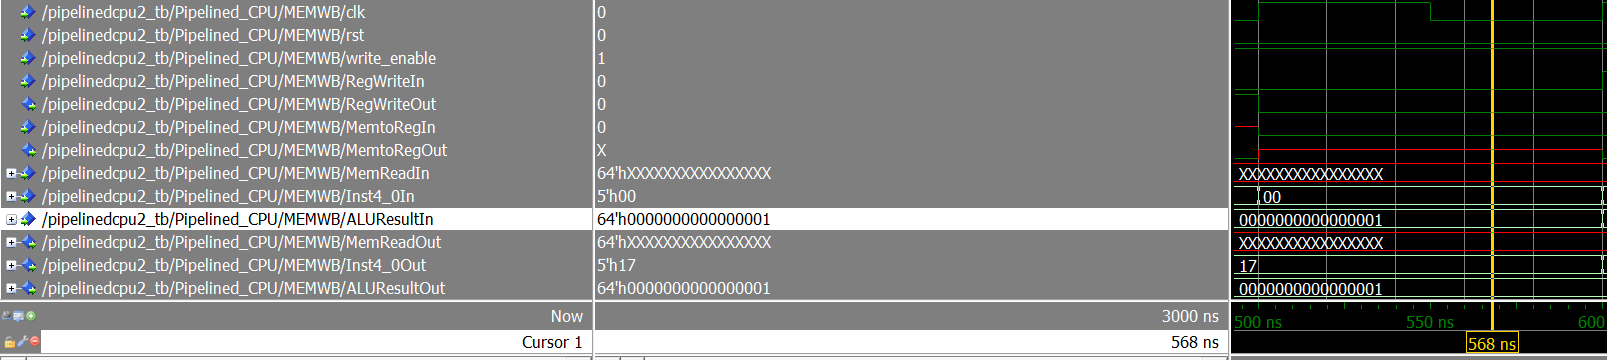 /pipelinedcpu2_tb/Pipelined_CPU/MEMWB/clk 0
/pipelinedcpu2_tb/Pipelined_CPU/MEMWB/rst 0
/pipelinedcpu2_tb/Pipelined_CPU/MEMWB/write_enable 1
/pipelinedcpu2_tb/Pipelined_CPU/MEMWB/RegWriteIn 0
/pipelinedcpu2_tb/Pipelined_CPU/MEMWB/RegWriteOut 0
/pipelinedcpu2_tb/Pipelined_CPU/MEMWB/MemtoRegIn 0
/pipelinedcpu2_tb/Pipelined_CPU/MEMWB/MemtoRegOut X
/pipelinedcpu2_tb/Pipelined_CPU/MEMWB/MemReadIn 64'hXXXXXXXXXXXXXXXX XXXXXXXXXXXXXXXX
/pipelinedcpu2_tb/Pipelined_CPU/MEMWB/Inst4_0In 5'h00 00
/pipelinedcpu2_tb/Pipelined_CPU/MEMWB/ALUResultIn 64'h0000000000000001 0000000000000001
/pipelinedcpu2_tb/Pipelined_CPU/MEMWB/MemReadOut 64'hXXXXXXXXXXXXXXXX XXXXXXXXXXXXXXXX
/pipelinedcpu2_tb/Pipelined_CPU/MEMWB/Inst4_0Out 5'h17 17
/pipelinedcpu2_tb/Pipelined_CPU/MEMWB/ALUResultOut 64'h0000000000000001 0000000000000001
Now 3000 ns 500 ns 550 ns 600
Cursor 1 568 ns 568 ns